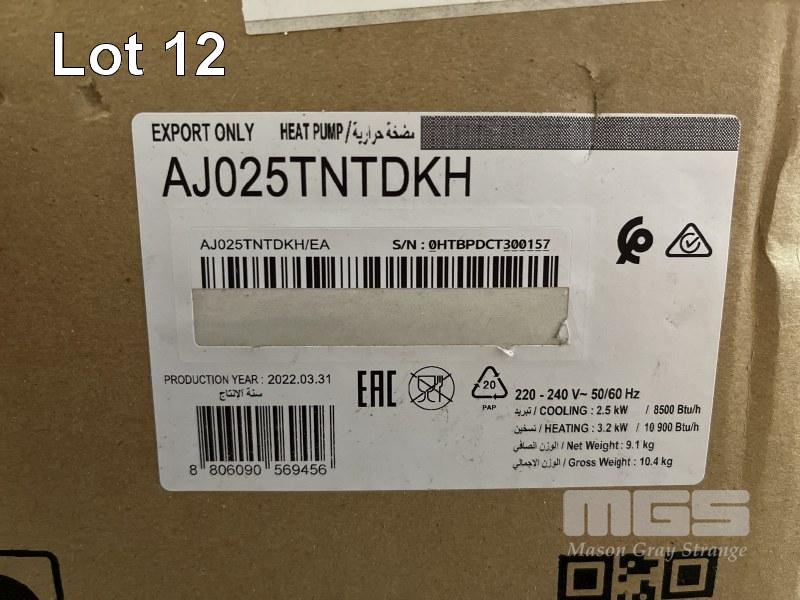 Lot 12
EXPORT ONLY HEAT PUMP/مضخة حرارية
AJ025TNTDKH
AJ025TNTDKH/EA S/N : 0HTBPDCT300157
PRODUCTION YEAR : 2022.03.31
سنة الانتاج
EAC
20
PAP
8 806090 569456
220 - 240 V~ 50/60 Hz
تبريد / COOLING : 2.5 kW / 8500 Btu/h
تسخين / HEATING : 3.2 kW / 10 900 Btu/h
الوزن الصافي / Net Weight : 9.1 kg
الوزن الاجمالي / Gross Weight : 10.4 kg
MGS
Mason Gray Strange